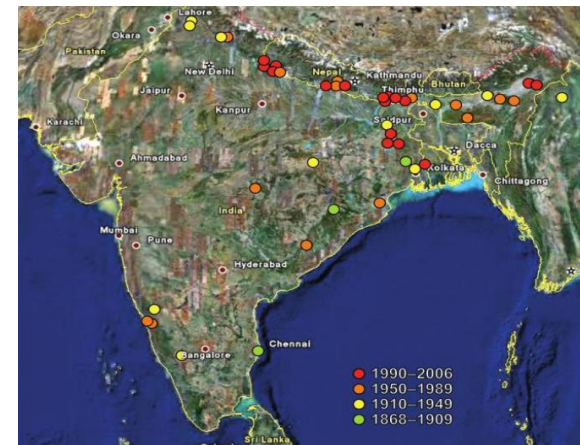 Lahore
Okara
Pakistan
New Delhi
Nepal
Kathmandu
Bhutan
Thimphu
Jaipur
Kanpur
Saidpur
Karachi
Dacca
Ahmadabad
Kolkata
Chittagong
India
Mumbai
Pune
Hyderabad
Chennai
Bangalore
1990–2006
1950–1989
1910–1949
1868–1909
Sri Lanka